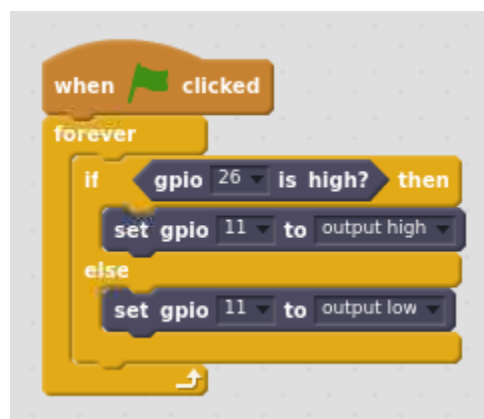 when clicked
forever
if gpio 26 is high? then
set gpio 11 to output high
else
set gpio 11 to output low